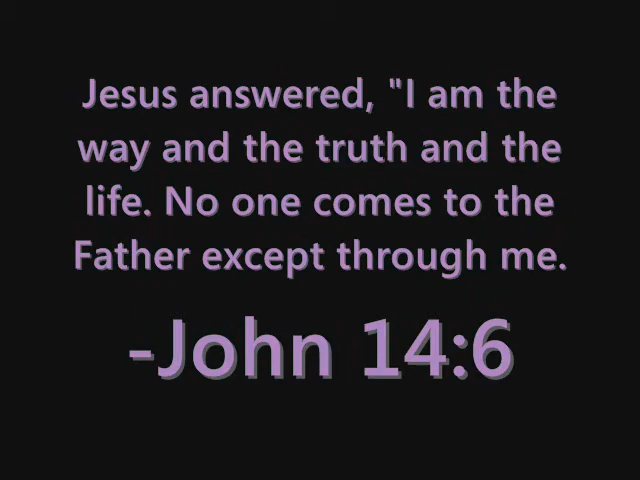 Jesus answered, "I am the
way and the truth and the
life. No one comes to the
Father except through me.
-John 14:6